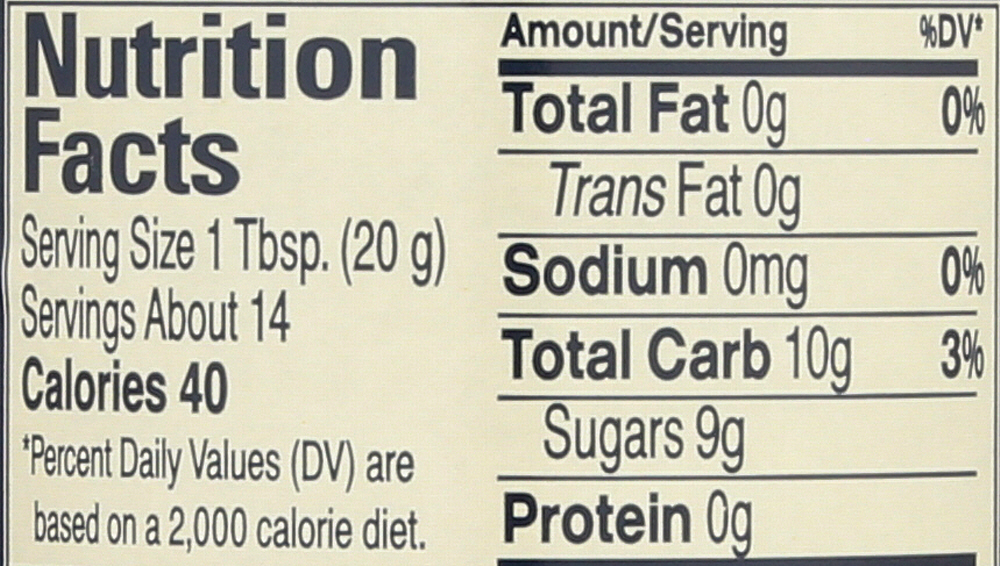 Nutrition
Facts
Serving Size 1 Tbsp. (20 g)
Servings About 14
Calories 40
*Percent Daily Values (DV) are
based on a 2,000 calorie diet.
Amount/Serving %DV*
Total Fat 0g 0%
Trans Fat 0g
Sodium 0mg 0%
Total Carb 10g 3%
Sugars 9g
Protein 0g